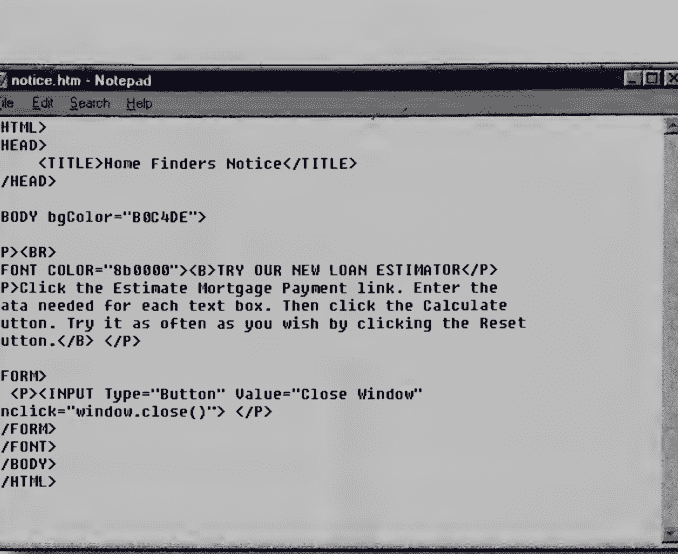 notice.htm - Notepad
ile Edit Search Help
HTML>
HEAD>
<TITLE>Home Finders Notice</TITLE>
/HEAD>
BODY bgColor="B0C4DE">
P><BR>
FONT COLOR="8b0000"><B>TRY OUR NEW LOAN ESTIMATOR</P>
P>Click the Estimate Mortgage Payment link. Enter the
ata needed for each text box. Then click the Calculate
utton. Try it as often as you wish by clicking the Reset
utton.</B> </P>
FORM>
<P><INPUT Type="Button" Value="Close Window"
nclick="window.close()"> </P>
/FORM>
/FONT>
/BODY>
/HTML>